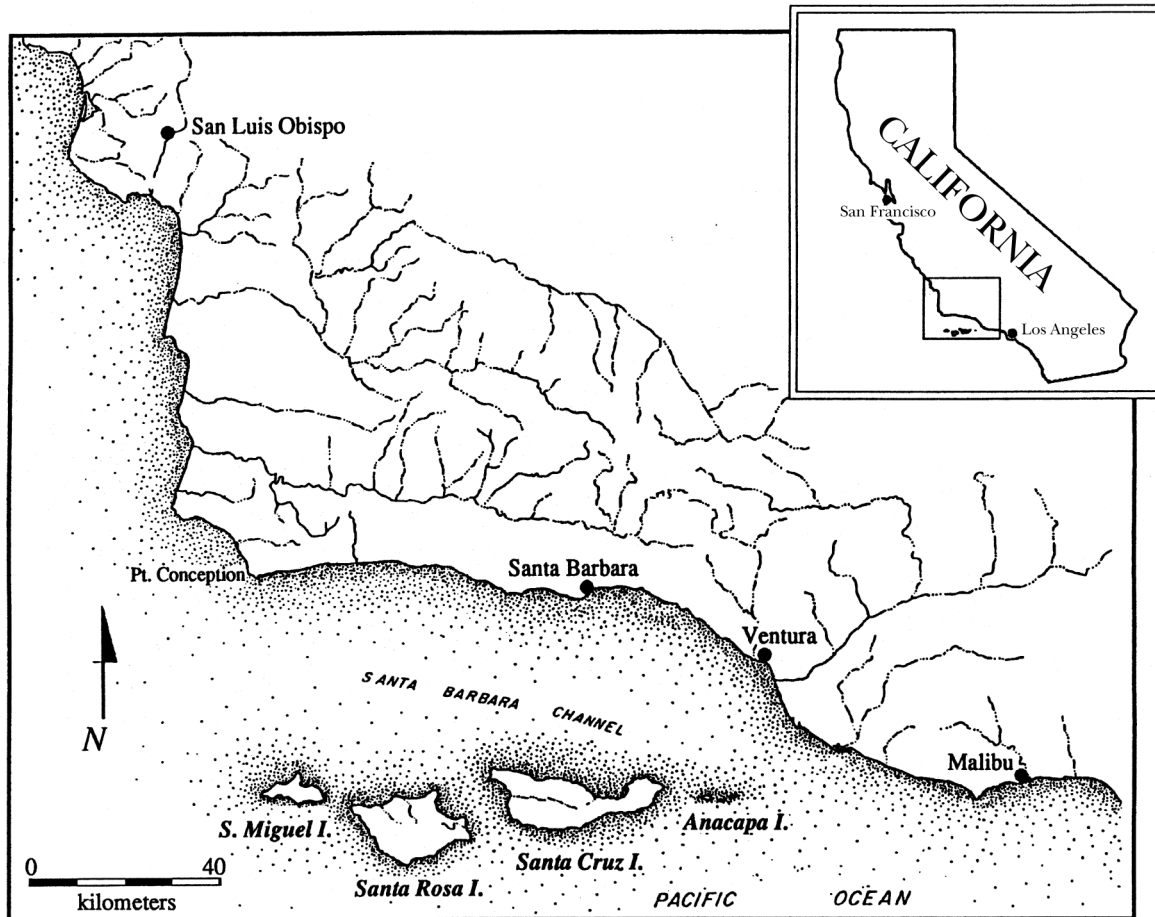 San Luis Obispo
CALIFORNIA
San Francisco
Los Angeles
Pt. Conception
Santa Barbara
Ventura
N
SANTA BARBARA CHANNEL
Malibu
S. Miguel I.
Santa Rosa I.
Santa Cruz I.
Anacapa I.
0 40
kilometers
PACIFIC OCEAN